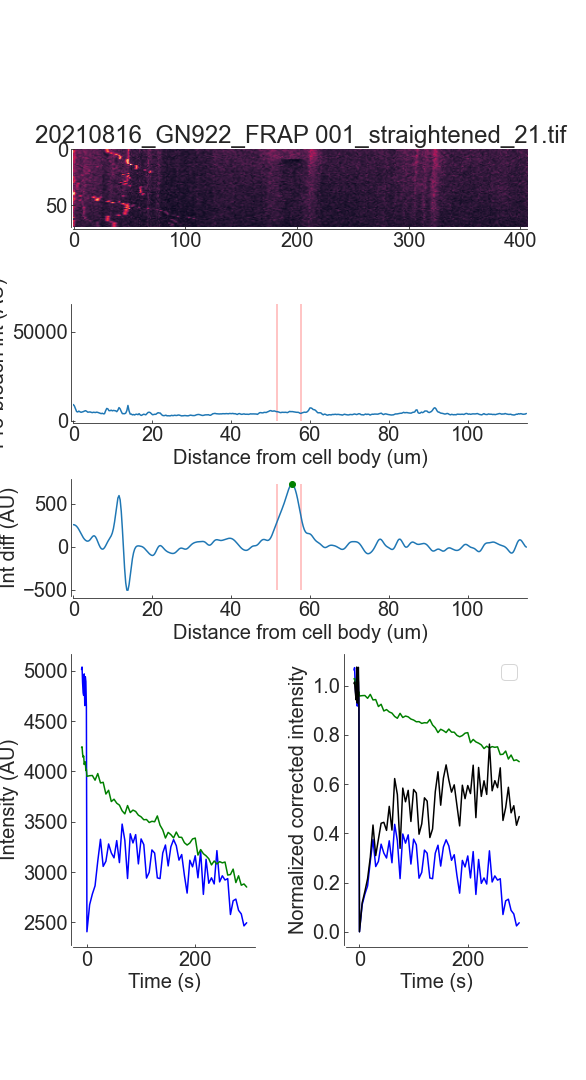 20210816_GN922_FRAP 001_straightened_21.tif
0
50
0 100 200 300 400
50000
0
0 20 40 60 80 100
Distance from cell body (um)
Int diff (AU)
500
0
−500
0 20 40 60 80 100
Distance from cell body (um)
Intensity (AU)
5000
4500
4000
3500
3000
2500
0 200
Time (s)
Normalized corrected intensity
1.0
0.8
0.6
0.4
0.2
0.0
0 200
Time (s)